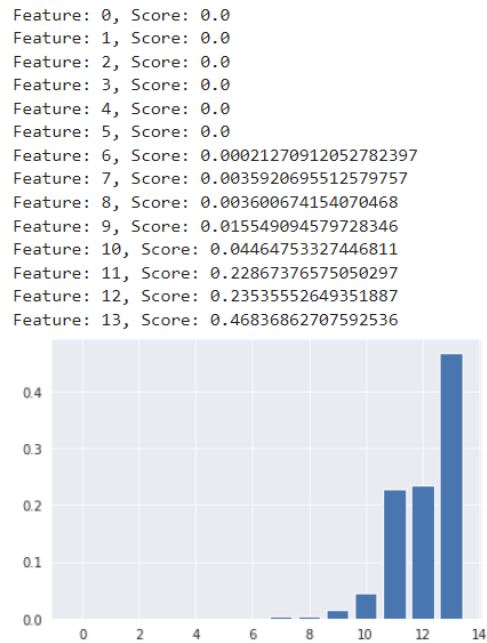 Feature: 0, Score: 0.0
Feature: 1, Score: 0.0
Feature: 2, Score: 0.0
Feature: 3, Score: 0.0
Feature: 4, Score: 0.0
Feature: 5, Score: 0.0
Feature: 6, Score: 0.00021270912052782397
Feature: 7, Score: 0.0035920695512579757
Feature: 8, Score: 0.003600674154070468
Feature: 9, Score: 0.015549094579728346
Feature: 10, Score: 0.04464753327446811
Feature: 11, Score: 0.22867376575050297
Feature: 12, Score: 0.23535552649351887
Feature: 13, Score: 0.46836862707592536
0.4
0.3
0.2
0.1
0.0
0 2 4 6 8 10 12 14